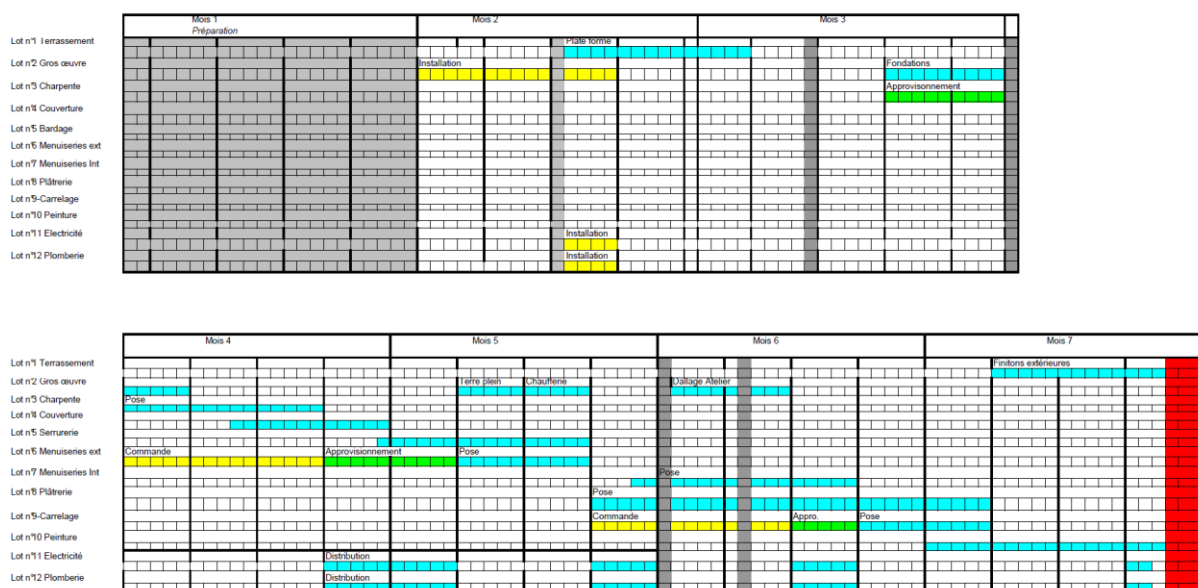 Mois 1 Mois 2 Mois 3
Préparation
Lot n°1 Terrassement Plate forme
Lot n°2 Gros œuvre Installation Fondations
Lot n°3 Charpente Approvisonnement
Lot n°4 Couverture
Lot n°5 Bardage
Lot n°6 Menuiseries ext
Lot n°7 Menuiseries Int
Lot n°8 Plâtrerie
Lot n°9-Carrelage
Lot n°10 Peinture
Lot n°11 Electricité Installation
Lot n°12 Plomberie Installation
Mois 4 Mois 5 Mois 6 Mois 7
Lot n°1 Terrassement Finitons extérieures
Lot n°2 Gros œuvre Terre plein Chaufferie Dallage Atelier
Lot n°3 Charpente Pose
Lot n°4 Couverture
Lot n°5 Serrurerie
Lot n°6 Menuiseries ext Commande Approvisionnement Pose
Lot n°7 Menuiseries Int Pose
Lot n°8 Plâtrerie Pose
Lot n°9-Carrelage Commande Appro. Pose
Lot n°10 Peinture
Lot n°11 Electricité Distribution
Lot n°12 Plomberie Distribution